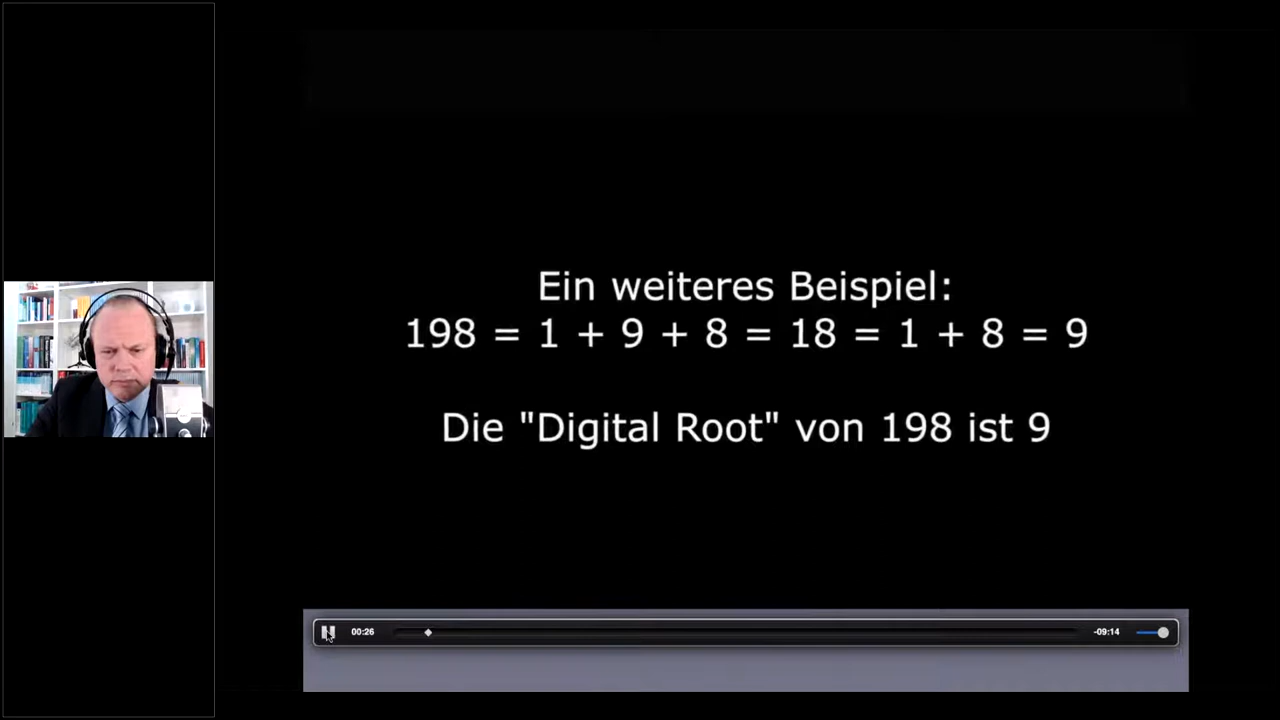 Ein weiteres Beispiel:
198 = 1 + 9 + 8 = 18 = 1 + 8 = 9
Die "Digital Root" von 198 ist 9
00:26
-09:14